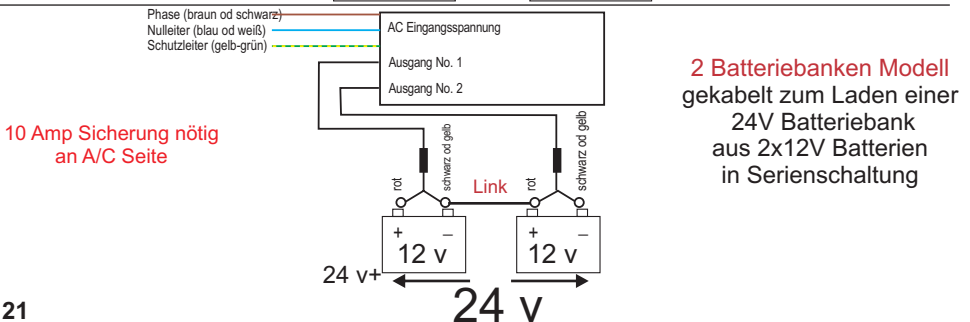 Phase (braun od schwarz)
Nulleiter (blau od weiß)
Schutzleiter (gelb-grün)
AC Eingangsspannung
Ausgang No. 1
Ausgang No. 2
2 Batteriebanken Modell
gekabelt zum Laden einer
24V Batteriebank
aus 2x12V Batterien
in Serienschaltung
10 Amp Sicherung nötig
an A/C Seite
rot
schwarz od gelb
Link
rot
schwarz od gelb
+ –
12 v
+ –
12 v
24 v+
24 v
21